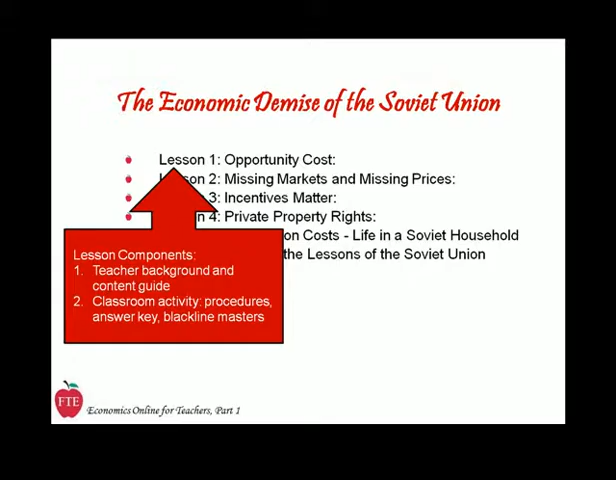 The Economic Demise of the Soviet Union
Lesson 1: Opportunity Cost:
2: Missing Markets and Missing Prices:
3: Incentives Matter:
4: Private Property Rights:
Costs - Life in a Soviet Household
the Lessons of the Soviet Union
Lesson Components:
1. Teacher background and
content guide
2. Classroom activity: procedures,
answer key, blackline masters
FTE
Economics Online for Teachers, Part 1